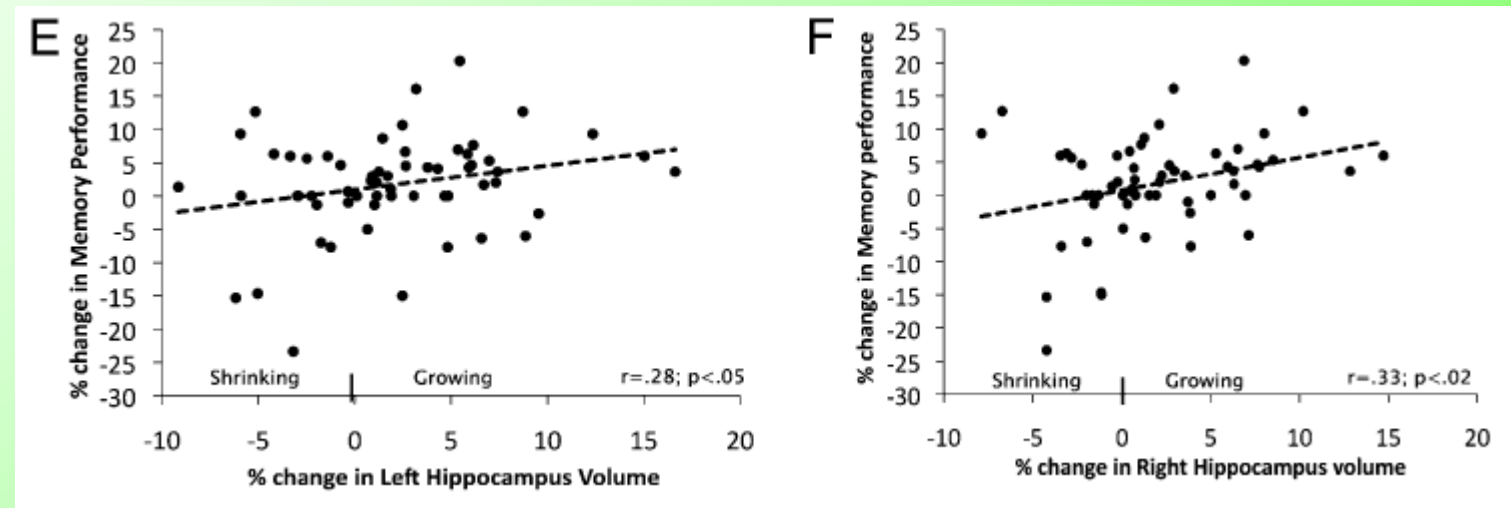 E
% change in Memory Performance
25
20
15
10
5
0
-5
-10
-15
-20
-25
-30
Shrinking
Growing
r=.28; p<.05
-10 -5 0 5 10 15 20
% change in Left Hippocampus Volume
F
% change in Memory performance
25
20
15
10
5
0
-5
-10
-15
-20
-25
-30
Shrinking
Growing
r=.33; p<.02
-10 -5 0 5 10 15 20
% change in Right Hippocampus volume